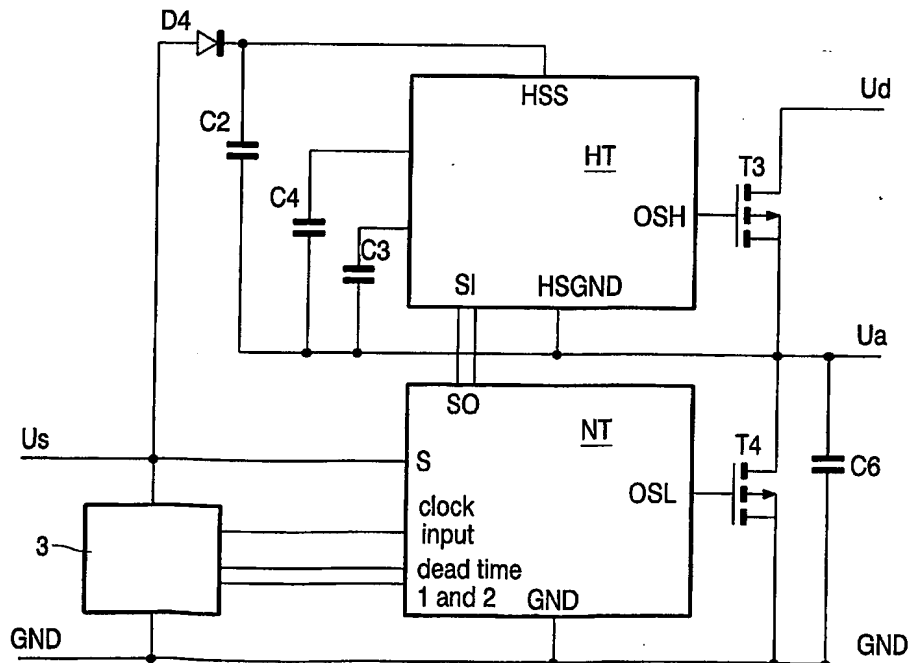 D4
HSS
Ud
C2
HT
T3
C4
OSH
C3
SI
HSGND
Ua
SO
NT
Us
T4
S
C6
OSL
clock
input
3
dead time
1 and 2
GND
GND
GND